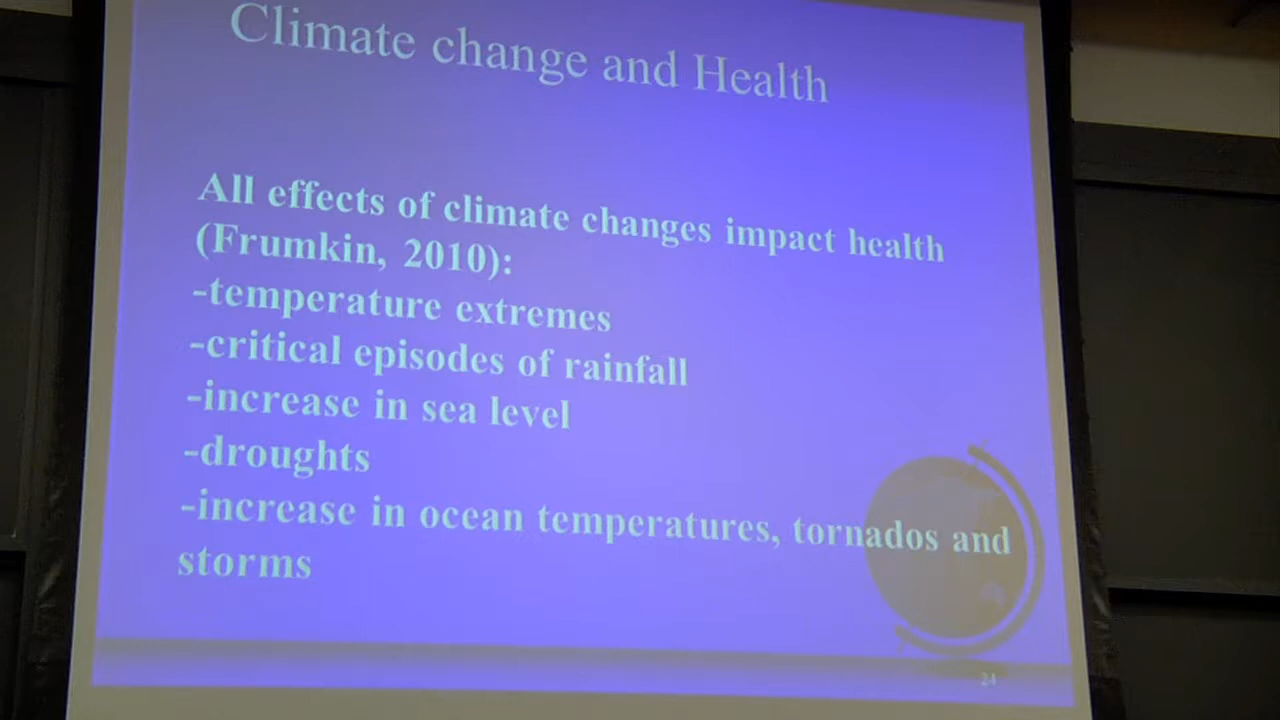 Climate change and Health
All effects of climate changes impact health
(Frumkin, 2010):
-temperature extremes
-critical episodes of rainfall
-increase in sea level
-droughts
-increase in ocean temperatures, tornados and
storms
24